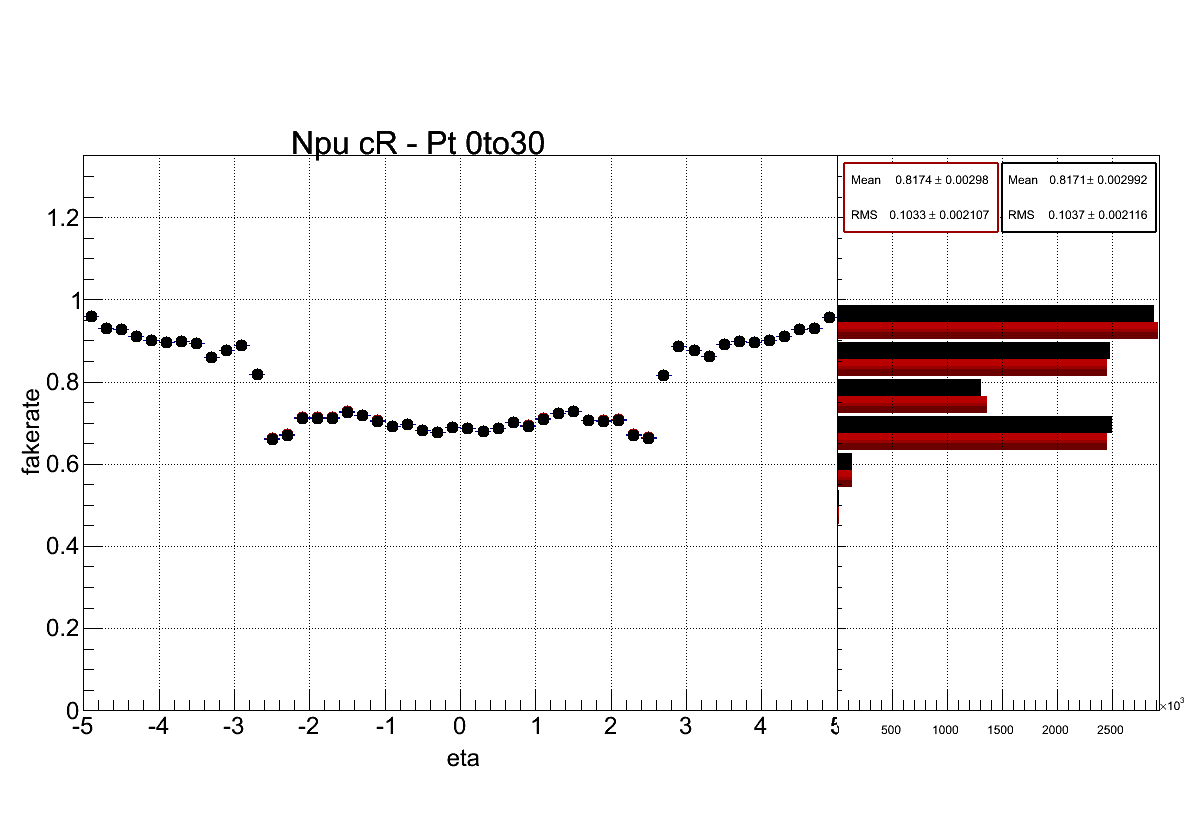 Npu cR - Pt 0to30
Mean 0.8174 ± 0.00298
RMS 0.1033 ± 0.002107
Mean 0.8171± 0.002992
RMS 0.1037 ± 0.002116
fakerate
1.2
1
0.8
0.6
0.4
0.2
0
-5 -4 -3 -2 -1 0 1 2 3 4
500 1000 1500 2000 2500
×10³
eta